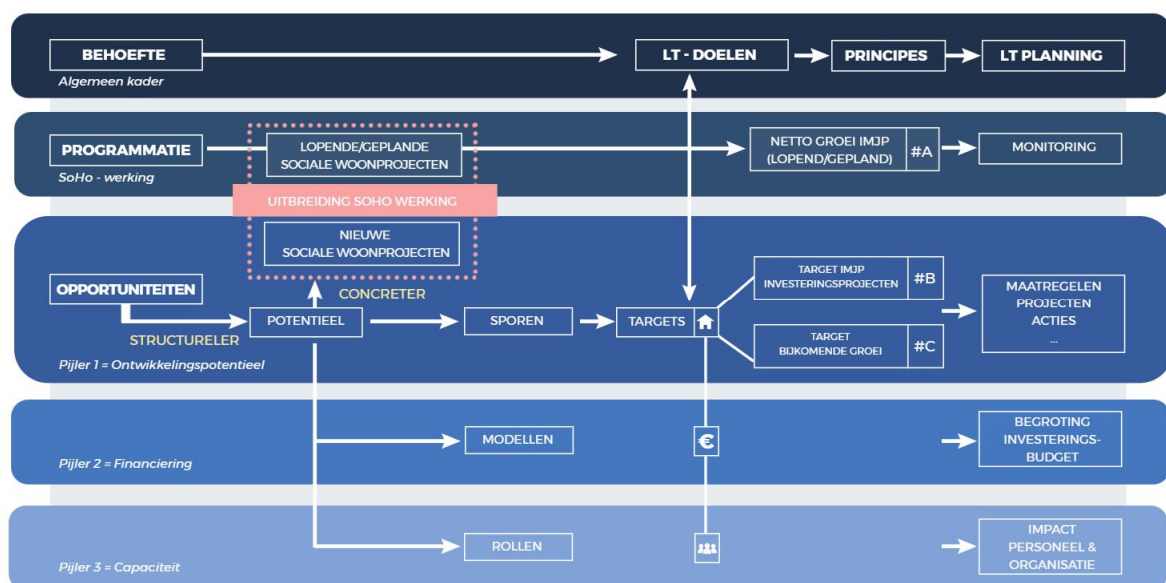 BEHOEFTE
LT - DOELEN
PRINCIPES
LT PLANNING
Algemeen kader
PROGRAMMATIE
LOPENDE/GEPLANDE
SOCIALE WOONPROJECTEN
NETTO GROEI IMJP
(LOPEND/GEPLAND)
#A
MONITORING
SoHo - werking
UITBREIDING SOHO WERKING
NIEUWE
SOCIALE WOONPROJECTEN
OPPORTUNITEITEN
CONCRETER
STRUCTURELER
POTENTIEEL
SPOREN
TARGETS
TARGET IMJP
INVESTERINGSPROJECTEN
#B
TARGET
BIJKOMENDE GROEI
#C
MAATREGELEN
PROJECTEN
ACTIES
...
Pijler 1 = Ontwikkelingspotentieel
MODELLEN
€
BEGROTING
INVESTERINGS-
BUDGET
Pijler 2 = Financiering
ROLLEN
IMPACT
PERSONEEL &
ORGANISATIE
Pijler 3 = Capaciteit